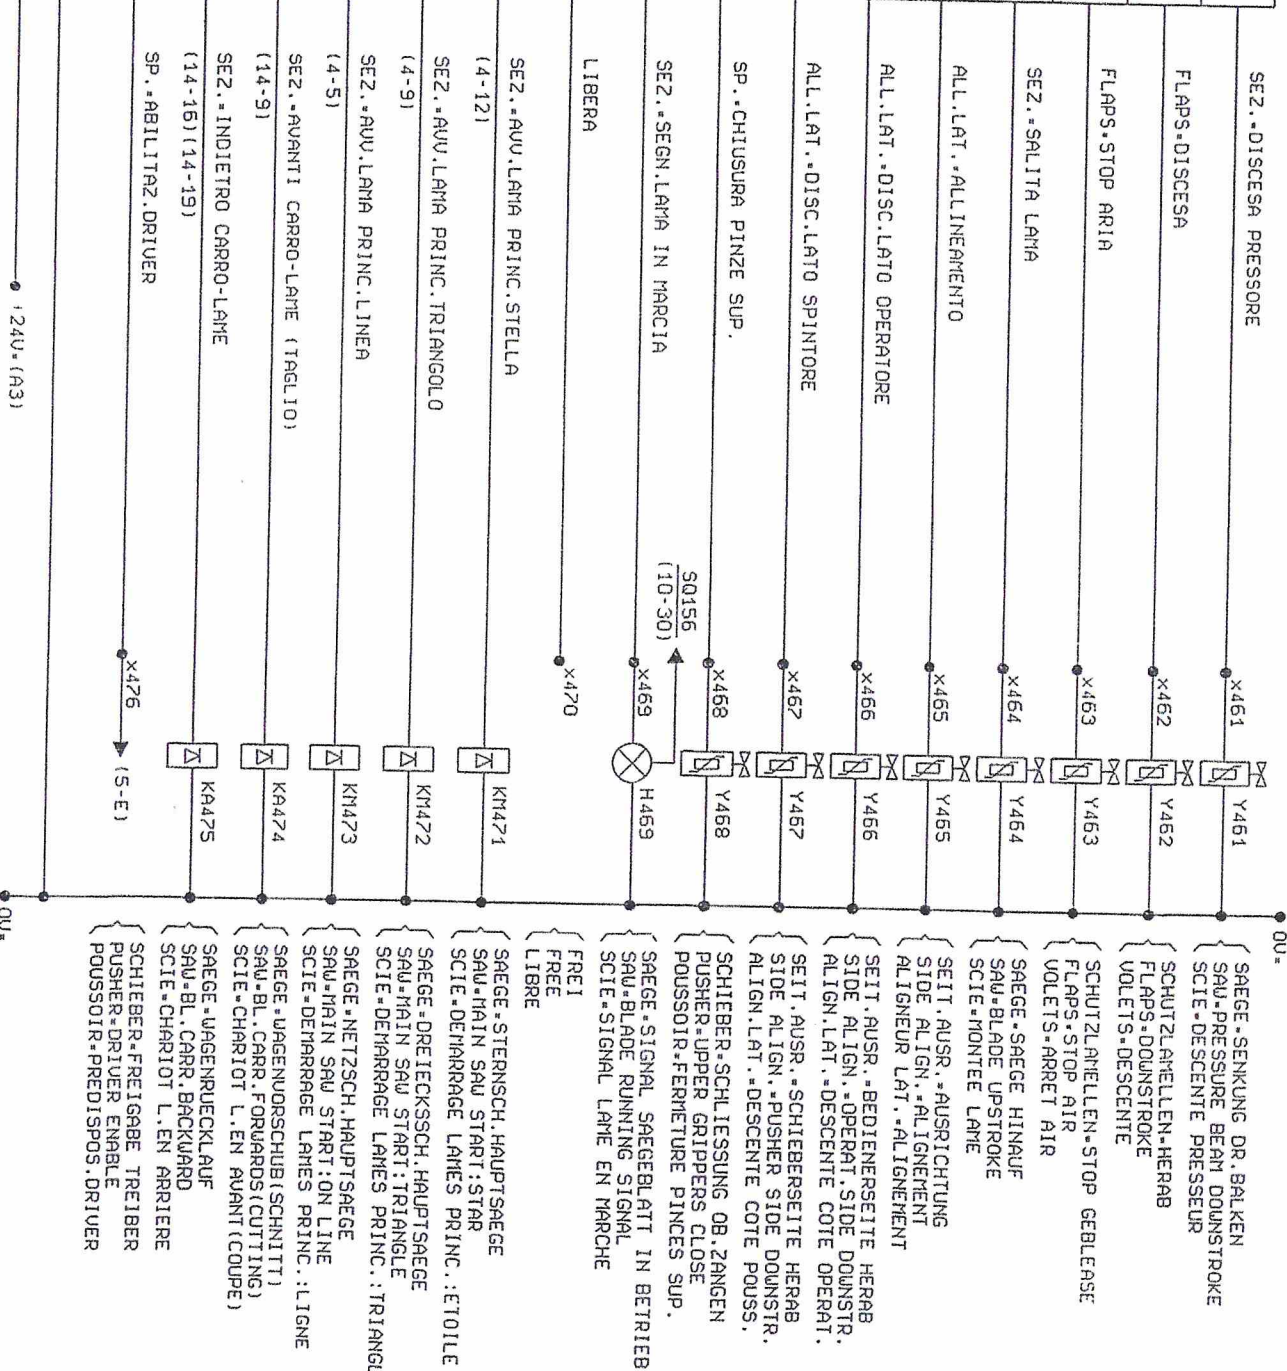 SEZ.=DISCESA PRESSORE
x461
Y461
SAEGE=SENKUNG DR.BALKEN
SAW=PRESSURE BEAM DOWNSTROKE
SCIE=DESCENTE PRESSEUR
FLAPS=DISCESA
x462
Y462
SCHUTZLAMELLEN=HERAB
FLAPS=DOWNSTROKE
VOLETS=DESCENTE
FLAPS=STOP ARIA
x463
Y463
SCHUTZLAMELLEN=STOP GEBLEASE
FLAPS=STOP AIR
VOLETS=ARRET AIR
SEZ.=SALITA LAMA
x464
Y464
SAEGE=SAEGE HINAUF
SAW=BLADE UPSTROKE
SCIE=MONTEE LAME
ALL.LAT.=ALLINEAMENTO
x465
Y465
SEIT.AUSR.=AUSRICHTUNG
SIDE ALIGN.=ALIGNEMENT
ALIGNEUR LAT.=ALIGNEMENT
ALL.LAT.=DISC.LATO OPERATORE
x466
Y466
SEIT.AUSR.=BEDIENERSEITE HERAB
SIDE ALIGN.=OPERAT.SIDE DOWNSTR.
ALIGN.LAT.=DESCENTE COTE OPERAT.
ALL.LAT.=DISC.LATO SPINTORE
x467
Y467
SEIT.AUSR.=SCHIEBERSEITE HERAB
SIDE ALIGN.=PUSHER SIDE DOWNSTR.
ALIGN.LAT.=DESCENTE COTE POUSS.
SP.=CHIUSURA PINZE SUP.
x468
Y468
SCHIEBER=SCHLIESSUNG OB.ZANGEN
PUSHER=UPPER GRIPPERS CLOSE
POUSSOIR=FERMETURE PINCES SUP.
SQ156
(10-30)
SEZ.=SEGN.LAMA IN MARCIA
x469
H469
SAEGE=SIGNAL SAEGEBLATT IN BETRIEB
SAW=BLADE RUNNING SIGNAL
SCIE=SIGNAL LAME EN MARCHE
LIBERA
x470
FREI
FREE
LIBRE
SEZ.=AVV.LAMA PRINC.STELLA
(4-12)
KM471
SAEGE=STERNSCH.HAUPTSAEGE
SAW=MAIN SAW START:STAR
SCIE=DEMARRAGE LAMES PRINC.:ETOILE
SEZ.=AVV.LAMA PRINC.TRIANGOLO
(4-9)
KM472
SAEGE=DREIECKSSCH.HAUPTSAEGE
SAW=MAIN SAW START:TRIANGLE
SCIE=DEMARRAGE LAMES PRINC.:TRIANGL
SEZ.=AVV.LAMA PRINC.LINEA
(4-5)
KM473
SAEGE=NETZSCH.HAUPTSAEGE
SAW=MAIN SAW START:ON LINE
SCIE=DEMARRAGE LAMES PRINC.:LIGNE
SEZ.=AVANTI CARRO-LAME (TAGLIO)
(14-9)
KA474
SAEGE=WAGENVORSCHUB(SCHNITT)
SAW=BL.CARR.FORWARDS(CUTTING)
SCIE=CHARIOT L.EN AVANT(COUPE)
SEZ.=INDIETRO CARRO-LAME
(14-16)(14-19)
KA475
SAEGE=WAGENRUECKLAUF
SAW=BL.CARR.BACKWARD
SCIE=CHARIOT L.EN ARRIERE
SP.=ABILITAZ.DRIVER
x476
(5-E)
SCHIEBER=FREIGABE TREIBER
PUSHER=DRIVER ENABLE
POUSSOIR=PREDISPOS.DRIVER
+24V=(A3)
0V=
0V=